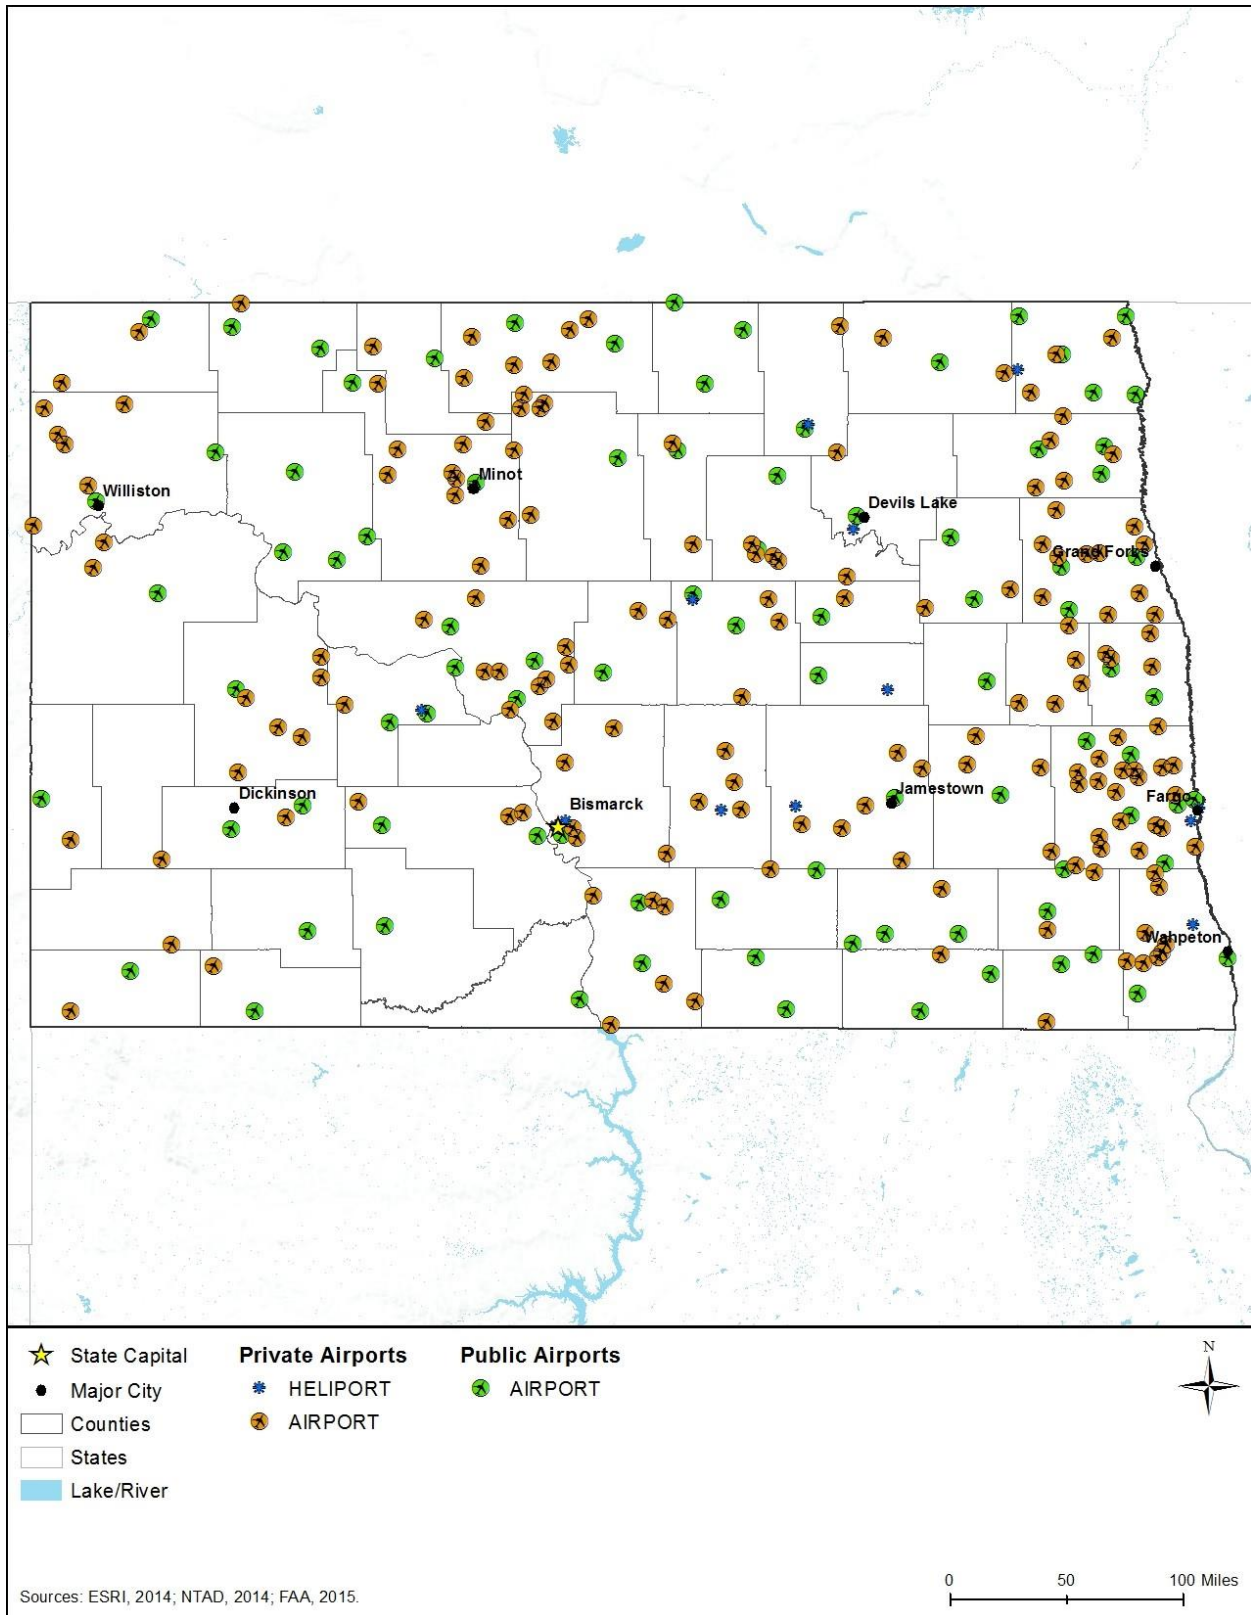 Minot
Williston
Devils Lake
Grand Forks
Dickinson
Jamestown
Fargo
Bismarck
Wahpeton
State Capital
Major City
Counties
States
Lake/River
Private Airports
HELIPORT
AIRPORT
Public Airports
AIRPORT
N
0 50 100 Miles
Sources: ESRI, 2014; NTAD, 2014; FAA, 2015.